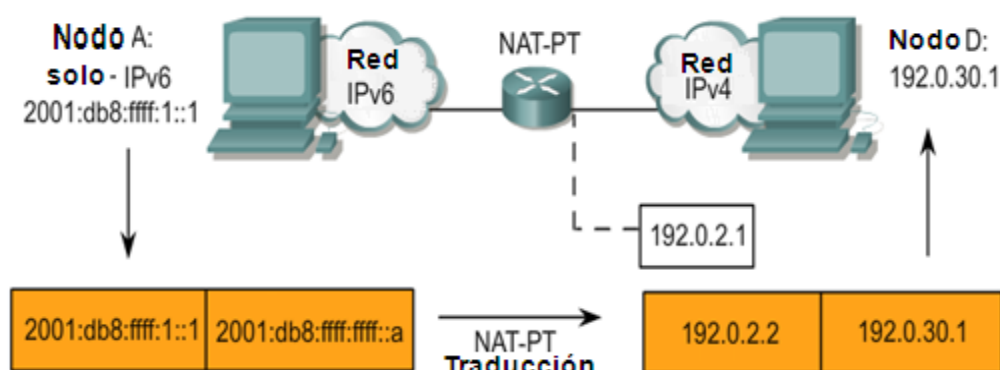 Nodo A:
solo - IPv6
2001:db8:ffff:1::1
Red
IPv6
NAT-PT
Red
IPv4
Nodo D:
192.0.30.1
192.0.2.1
2001:db8:ffff:1::1 2001:db8:ffff:ffff::a
NAT-PT
Traducción
192.0.2.2 192.0.30.1